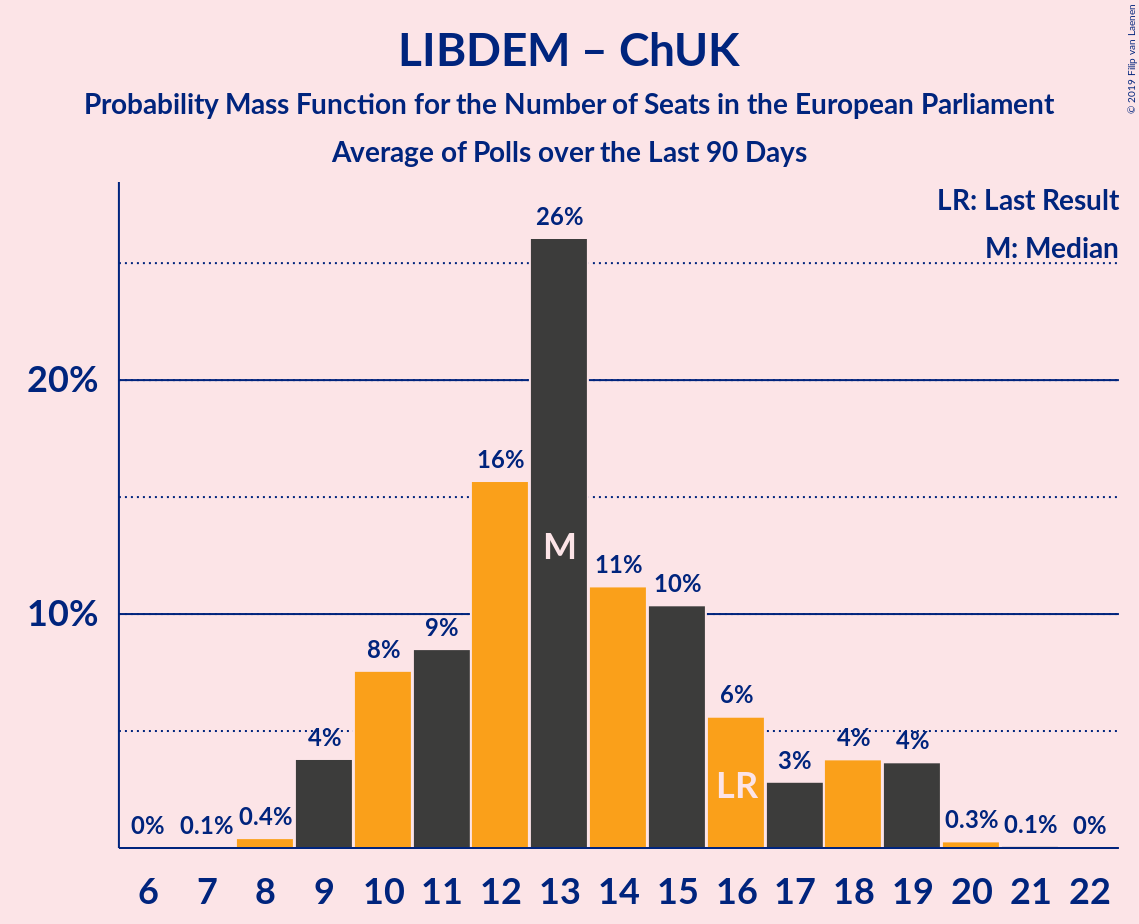 LIBDEM – ChUK
Probability Mass Function for the Number of Seats in the European Parliament
Average of Polls over the Last 90 Days
© 2019 Filip van Laenen
LR: Last Result
M: Median
26%
20%
16%
M
11%
10%
10%
9%
8%
6%
4%
4%
4%
3%
LR
0%
0.1%
0.4%
0.3%
0.1%
0%
6 7 8 9 10 11 12 13 14 15 16 17 18 19 20 21 22